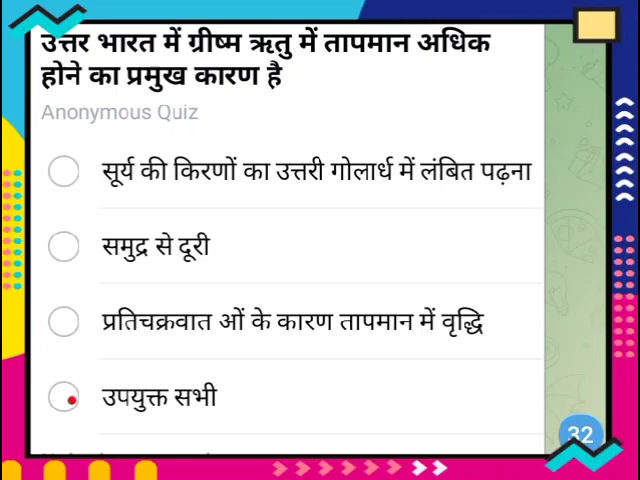 उत्तर भारत में ग्रीष्म ऋतु में तापमान अधिक
होने का प्रमुख कारण है
Anonymous Quiz
सूर्य की किरणों का उत्तरी गोलार्ध में लंबित पढ़ना
समुद्र से दूरी
प्रतिचक्रवात ओं के कारण तापमान में वृद्धि
उपयुक्त सभी
32